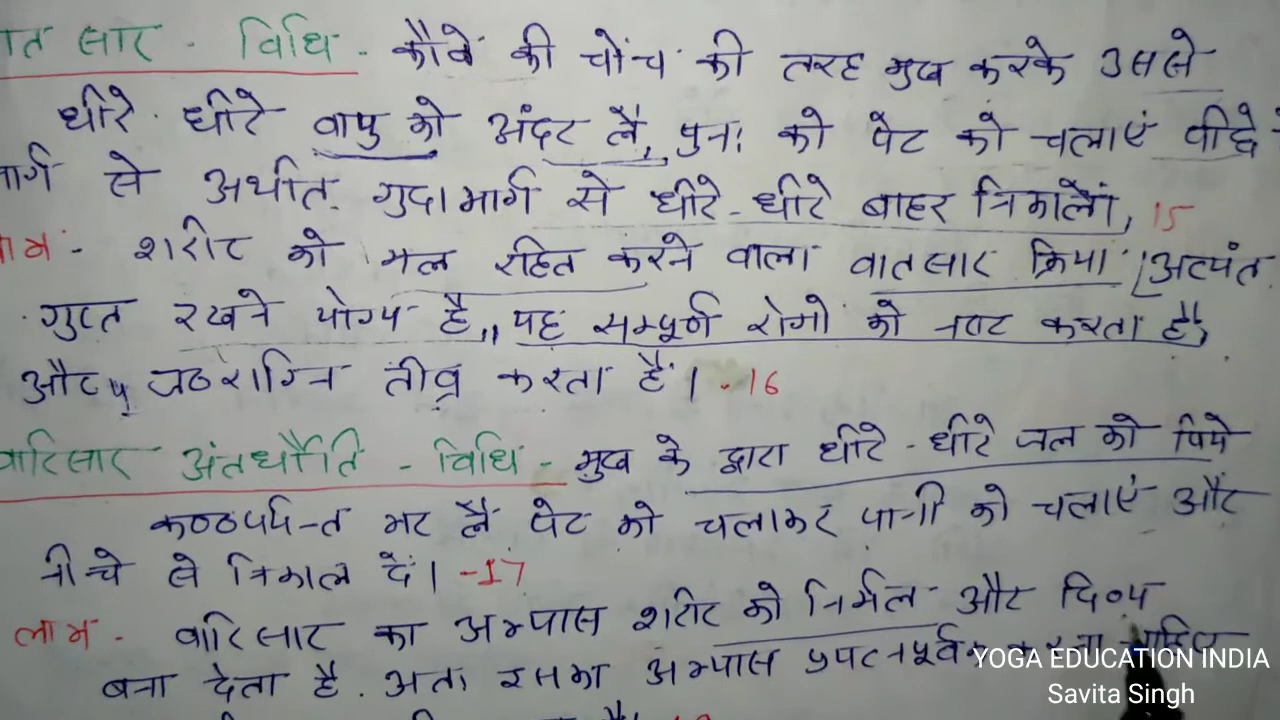 ात सार - विधि - कौवें की चोंच की तरह मुख करके उससे
धीरे - धीरे वायु को अंदर लें, पुनः को पेट को चलाएं पीछे
मार्ग से अर्थात गुदा मार्ग से धीरे - धीरे बाहर निकालें, 15
ाभ - शरीर को मल रहित करने वाला वातसार क्रिया (अत्यंत
गुप्त रखने योग्य है,, यह सम्पूर्ण रोगो को नष्ट करता है,
और जठराग्नि तीव्र करता है। - 16
वारिसार अंतर्धौति - विधि - मुख के द्वारा धीरे - धीरे जल को पिये
कण्ठपर्यन्त भर लें पेट को चलाकर पानी को चलाएं और
नीचे से निकाल दें। - 17
लाभ - वारिसार का अभ्यास शरीर को निर्मल और दिव्य
बना देता है. अतः इसका अभ्यास प्रयत्नपूर्वक करना चाहिए
YOGA EDUCATION INDIA
Savita Singh